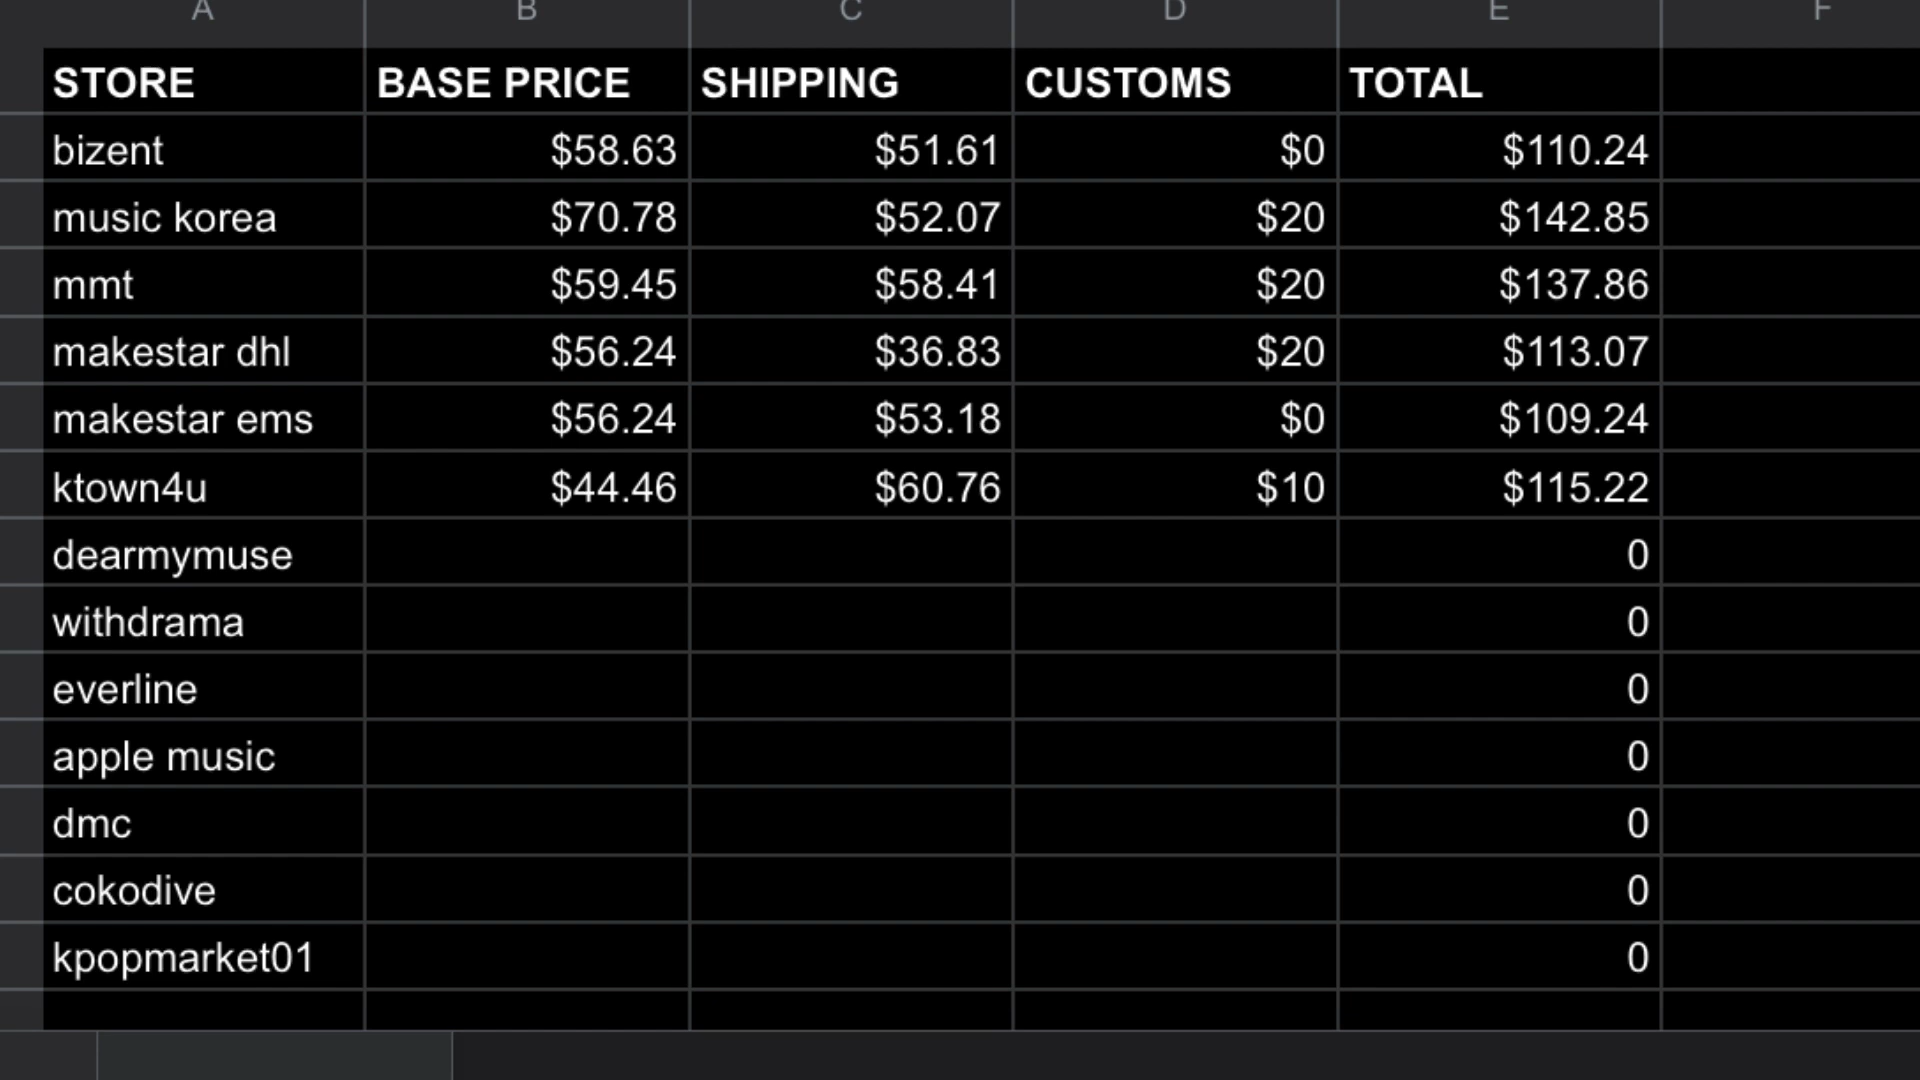 A B C D E F
STORE BASE PRICE SHIPPING CUSTOMS TOTAL
bizent $58.63 $51.61 $0 $110.24
music korea $70.78 $52.07 $20 $142.85
mmt $59.45 $58.41 $20 $137.86
makestar dhl $56.24 $36.83 $20 $113.07
makestar ems $56.24 $53.18 $0 $109.24
ktown4u $44.46 $60.76 $10 $115.22
dearmymuse 0
withdrama 0
everline 0
apple music 0
dmc 0
cokodive 0
kpopmarket01 0